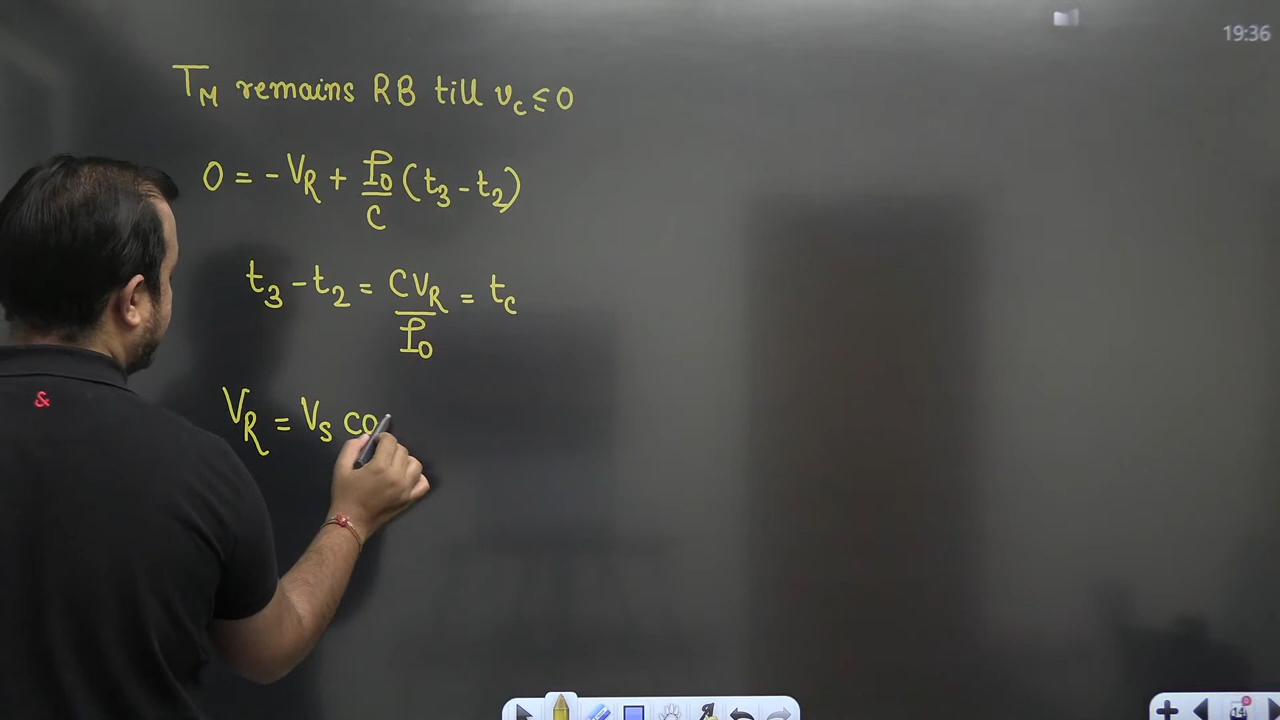 19:36
T_M remains RB till v_c ≤ 0
0 = -V_R + I_0/C (t_3 - t_2)
t_3 - t_2 = CV_R/I_0 = t_c
V_R = V_s co
&
14